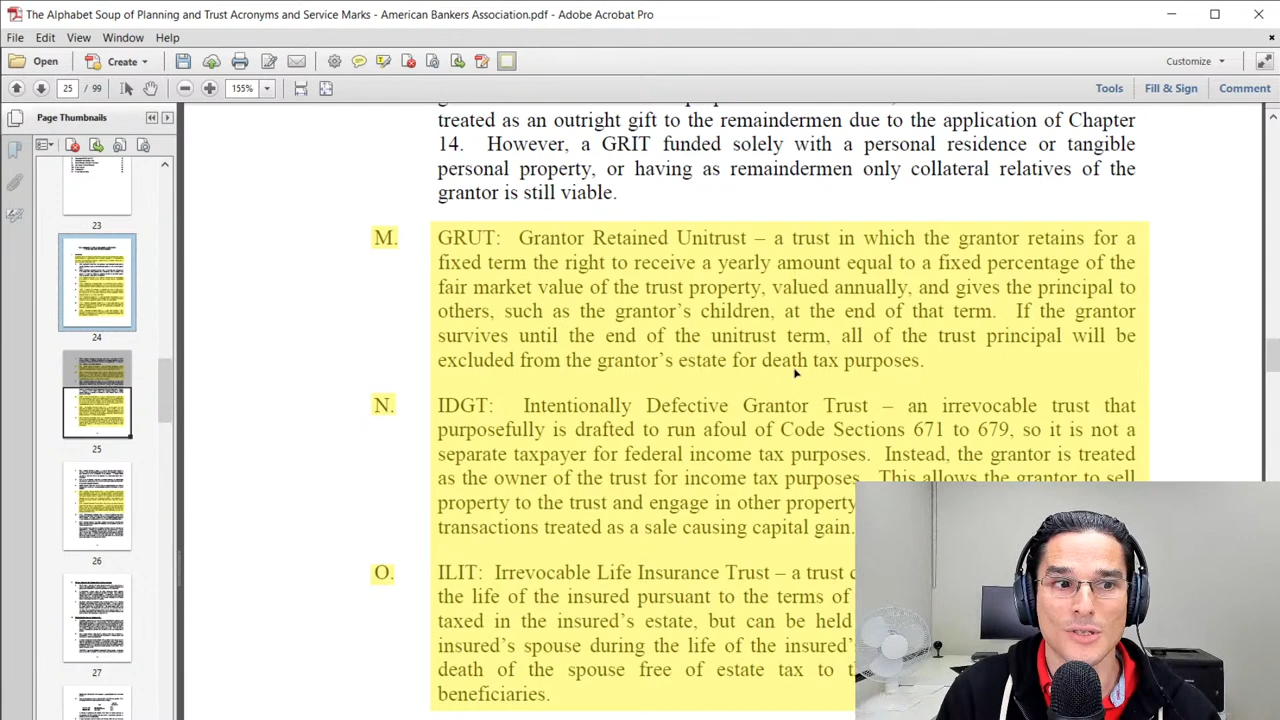 The Alphabet Soup of Planning and Trust Acronyms and Service Marks - American Bankers Association.pdf - Adobe Acrobat Pro
File Edit View Window Help
Open Create Customize
25 / 99 155% Tools Fill & Sign Comment
Page Thumbnails
23
24
25
26
27
treated as an outright gift to the remaindermen due to the application of Chapter
14. However, a GRIT funded solely with a personal residence or tangible
personal property, or having as remaindermen only collateral relatives of the
grantor is still viable.
M. GRUT: Grantor Retained Unitrust – a trust in which the grantor retains for a
fixed term the right to receive a yearly amount equal to a fixed percentage of the
fair market value of the trust property, valued annually, and gives the principal to
others, such as the grantor's children, at the end of that term. If the grantor
survives until the end of the unitrust term, all of the trust principal will be
excluded from the grantor's estate for death tax purposes.
N. IDGT: Intentionally Defective Grantor Trust – an irrevocable trust that
purposefully is drafted to run afoul of Code Sections 671 to 679, so it is not a
separate taxpayer for federal income tax purposes. Instead, the grantor is treated
as the owner of the trust for income tax purposes. This allows the grantor to sell
property to the trust and engage in other property
transaction treated as a sale causing capital gain.
O. ILIT: Irrevocable Life Insurance Trust – a trust
the life of the insured pursuant to the terms of
taxed in the insured's estate, but can be held
insured's spouse during the life of the insured'
death of the spouse free of estate tax to
beneficiaries.